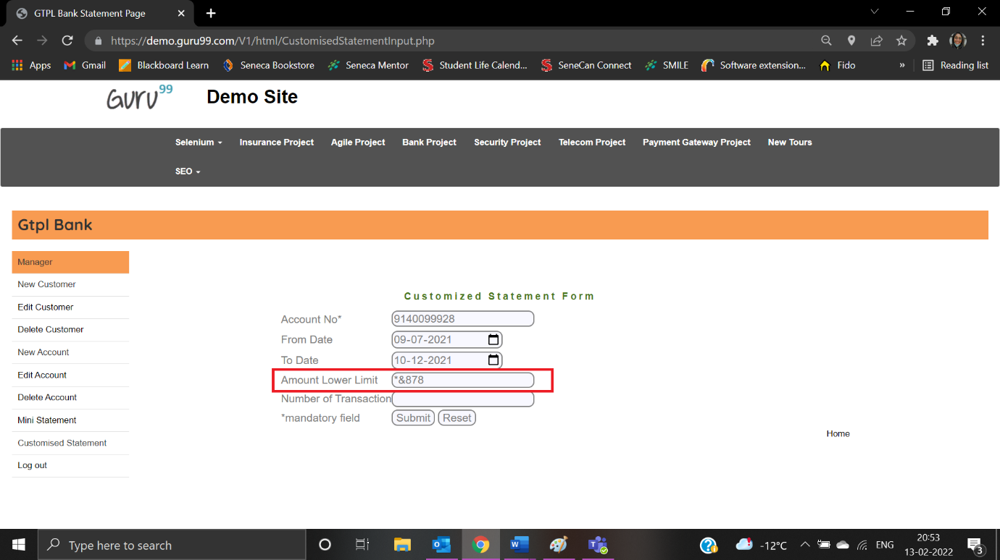 GTPL Bank Statement Page
https://demo.guru99.com/V1/html/CustomisedStatementInput.php
Apps Gmail Blackboard Learn Seneca Bookstore Seneca Mentor Student Life Calend... SeneCan Connect SMILE Software extension... Fido » Reading list
Guru99 Demo Site
Selenium Insurance Project Agile Project Bank Project Security Project Telecom Project Payment Gateway Project New Tours
SEO
Gtpl Bank
Manager
New Customer
Edit Customer
Delete Customer
New Account
Edit Account
Delete Account
Mini Statement
Customised Statement
Log out
Customized Statement Form
Account No* 9140099928
From Date 09-07-2021
To Date 10-12-2021
Amount Lower Limit *&878
Number of Transaction
*mandatory field Submit Reset
Home
Type here to search
-12°C ENG
20:53
13-02-2022
3